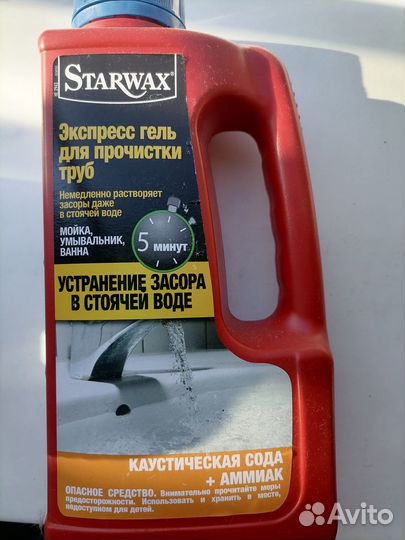 STARWAX®
Экспресс гель
для прочистки
труб
Немедленно растворяет
засоры даже
в стоячей воде
МОЙКА,
УМЫВАЛЬНИК,
ВАННА
5 минут
УСТРАНЕНИЕ ЗАСОРА
В СТОЯЧЕЙ ВОДЕ
КАУСТИЧЕСКАЯ СОДА
+ АММИАК
ОПАСНОЕ СРЕДСТВО. Внимательно прочитайте меры
предосторожности. Использовать и хранить в месте,
недоступном для детей.
Avito